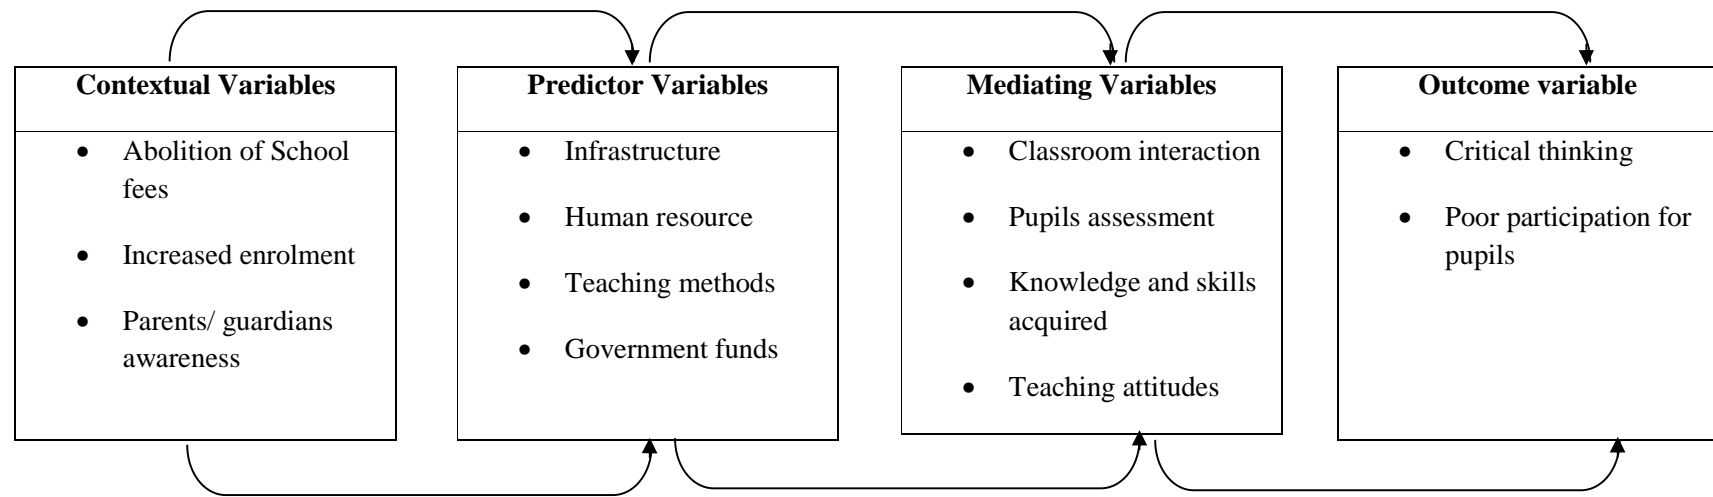 Contextual Variables
• Abolition of School
fees
• Increased enrolment
• Parents/ guardians
awareness
Predictor Variables
• Infrastructure
• Human resource
• Teaching methods
• Government funds
Mediating Variables
• Classroom interaction
• Pupils assessment
• Knowledge and skills
acquired
• Teaching attitudes
Outcome variable
• Critical thinking
• Poor participation for
pupils